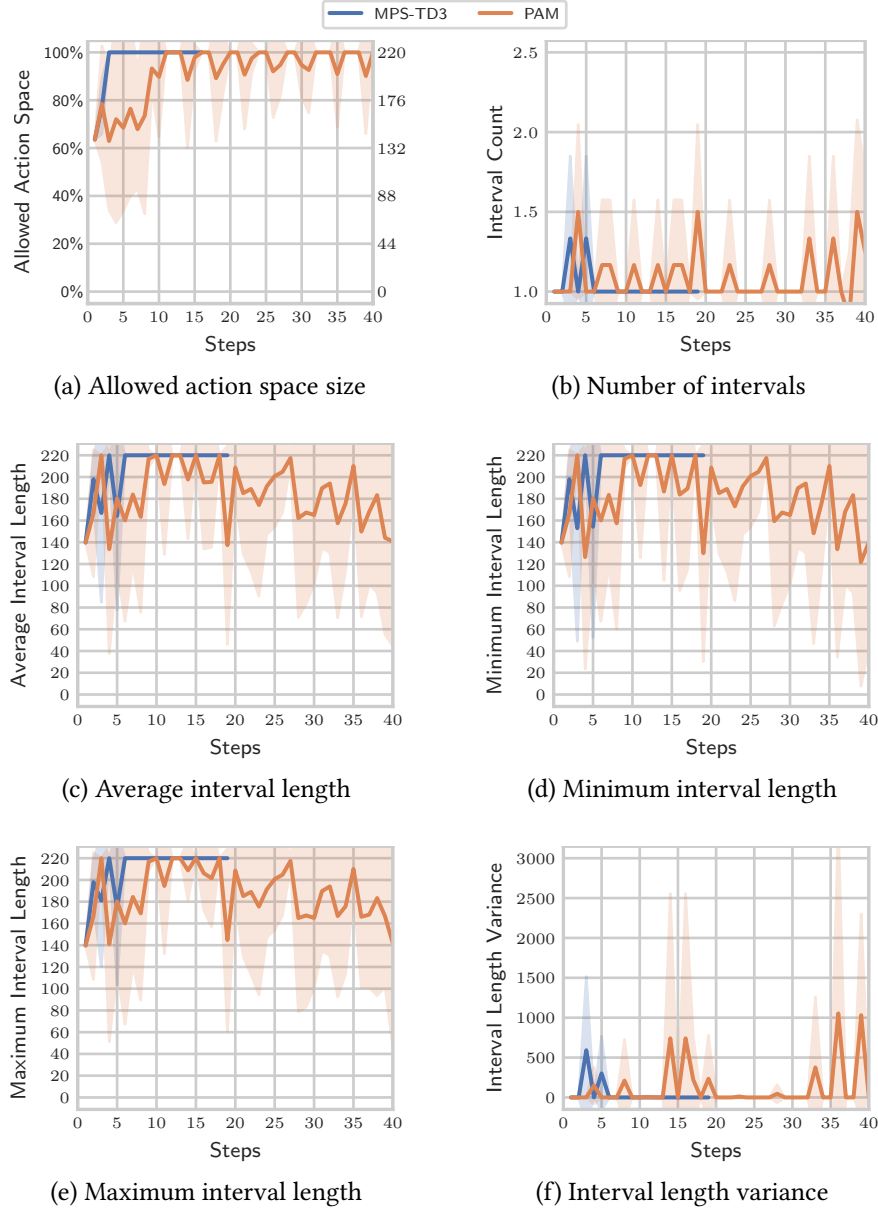 MPS-TD3 PAM
100% 220
80% 176
60% 132
40% 88
20% 44
0% 0
Allowed Action Space
0 5 10 15 20 25 30 35 40
Steps
(a) Allowed action space size
2.5
2.0
1.5
1.0
Interval Count
0 5 10 15 20 25 30 35 40
Steps
(b) Number of intervals
220
200
180
160
140
120
100
80
60
40
20
0
Average Interval Length
0 5 10 15 20 25 30 35 40
Steps
(c) Average interval length
220
200
180
160
140
120
100
80
60
40
20
0
Minimum Interval Length
0 5 10 15 20 25 30 35 40
Steps
(d) Minimum interval length
220
200
180
160
140
120
100
80
60
40
20
0
Maximum Interval Length
0 5 10 15 20 25 30 35 40
Steps
(e) Maximum interval length
3000
2500
2000
1500
1000
500
0
Interval Length Variance
0 5 10 15 20 25 30 35 40
Steps
(f) Interval length variance